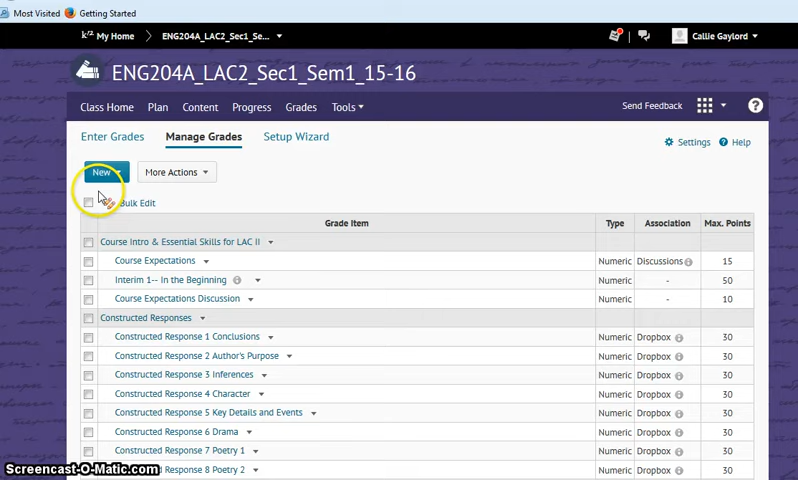 Most Visited Getting Started
k12 My Home ENG204A_LAC2_Sec1_Se... Callie Gaylord
ENG204A_LAC2_Sec1_Sem1_15-16
Class Home Plan Content Progress Grades Tools Send Feedback ?
Enter Grades Manage Grades Setup Wizard Settings ? Help
New More Actions
Bulk Edit
Grade Item Type Association Max. Points
Course Intro & Essential Skills for LAC II
Course Expectations Numeric Discussions 15
Interim 1-- In the Beginning Numeric - 50
Course Expectations Discussion Numeric - 10
Constructed Responses
Constructed Response 1 Conclusions Numeric Dropbox 30
Constructed Response 2 Author's Purpose Numeric Dropbox 30
Constructed Response 3 Inferences Numeric Dropbox 30
Constructed Response 4 Character Numeric Dropbox 30
Constructed Response 5 Key Details and Events Numeric Dropbox 30
Constructed Response 6 Drama Numeric Dropbox 30
Constructed Response 7 Poetry 1 Numeric Dropbox 30
Constructed Response 8 Poetry 2 Numeric Dropbox 30
Screencast-O-Matic.com